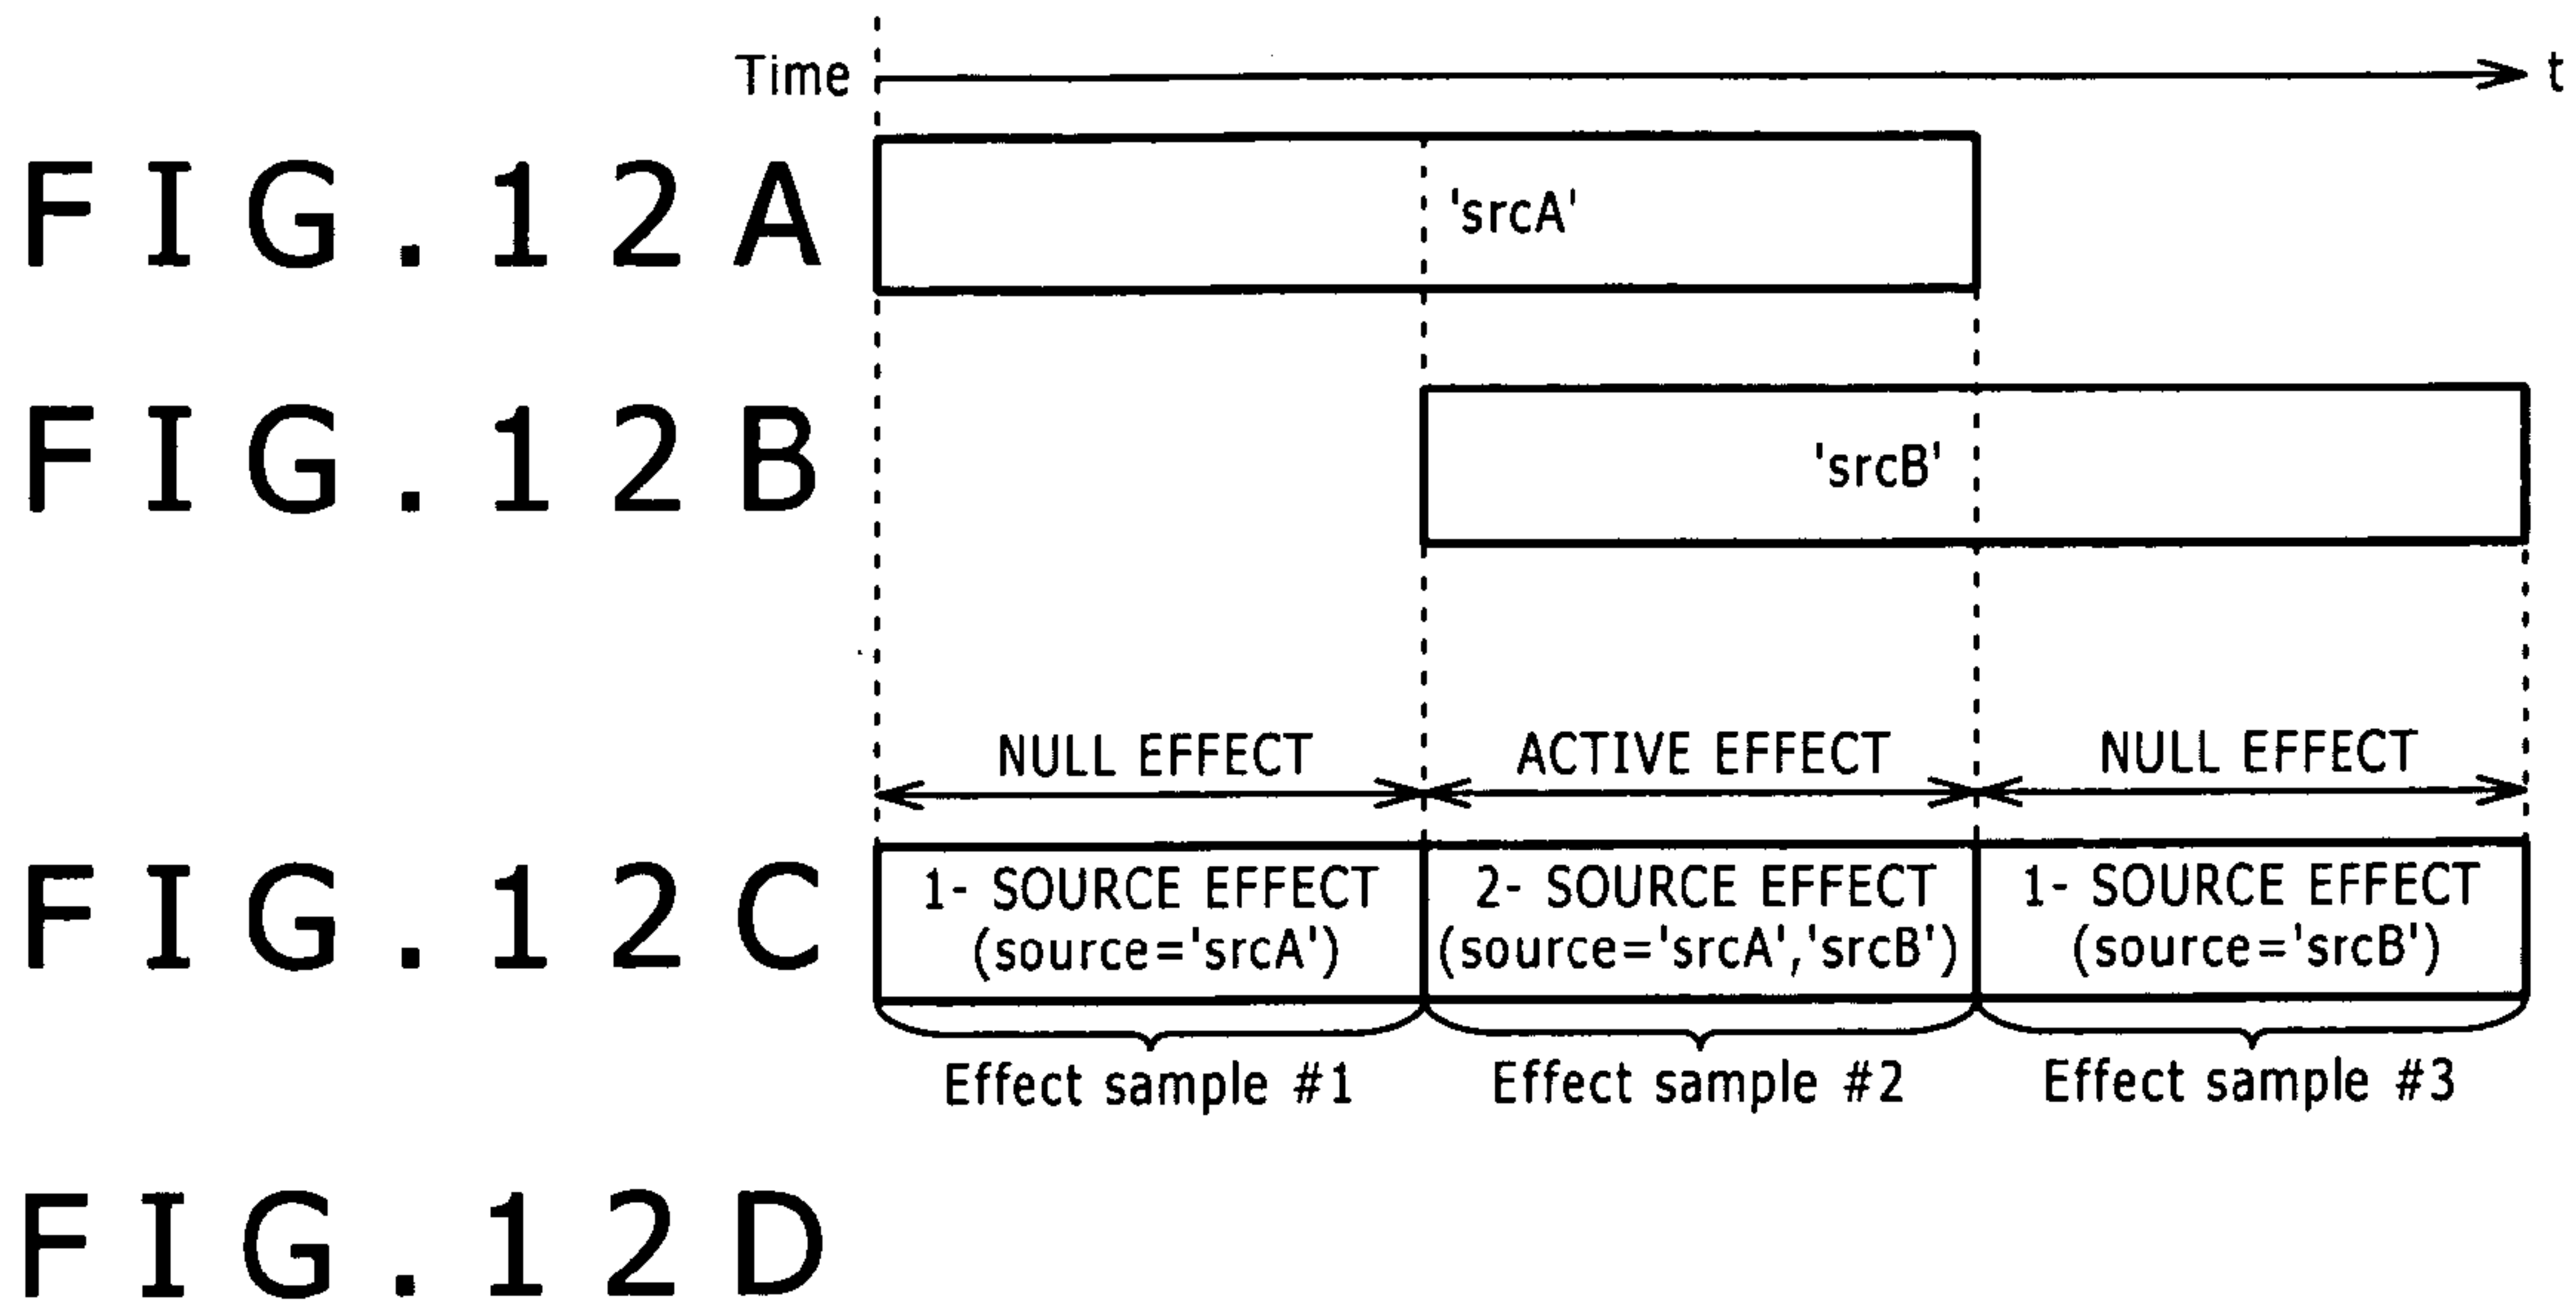 Time t
FIG.12A 'srcA'
FIG.12B 'srcB'
NULL EFFECT ACTIVE EFFECT NULL EFFECT
FIG.12C
1- SOURCE EFFECT 2- SOURCE EFFECT 1- SOURCE EFFECT
(source='srcA') (source='srcA','srcB') (source='srcB')
Effect sample #1 Effect sample #2 Effect sample #3
FIG.12D